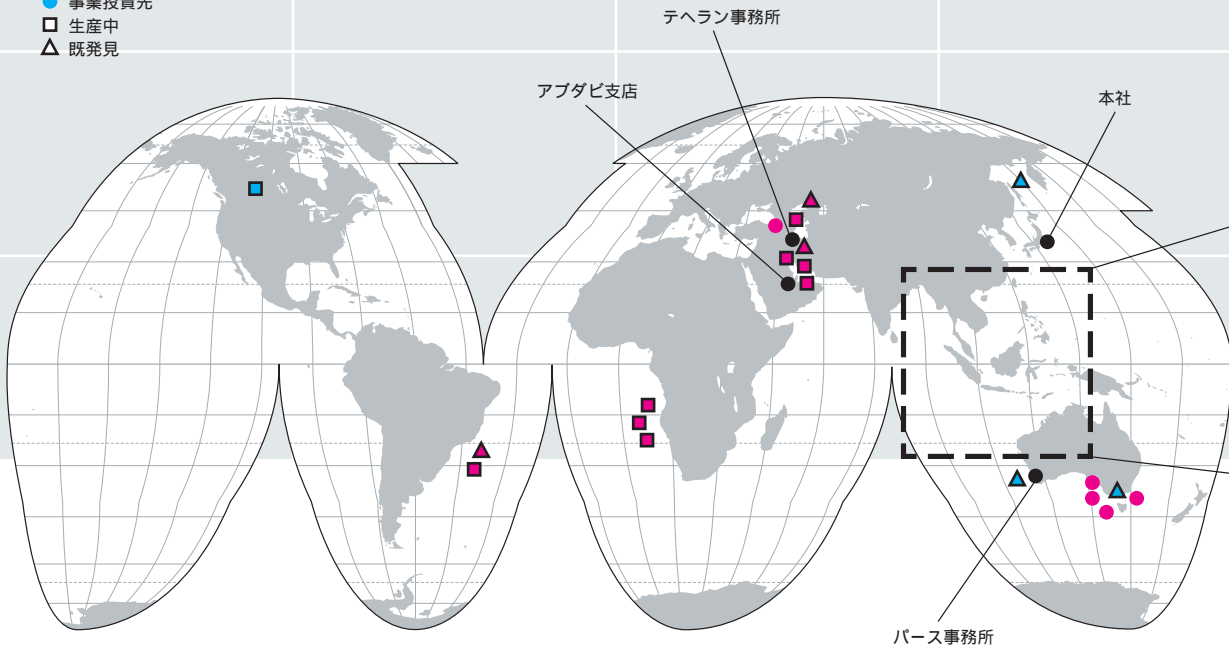 事業投資先
生産中
既発見
テヘラン事務所
アブダビ支店
本社
パース事務所